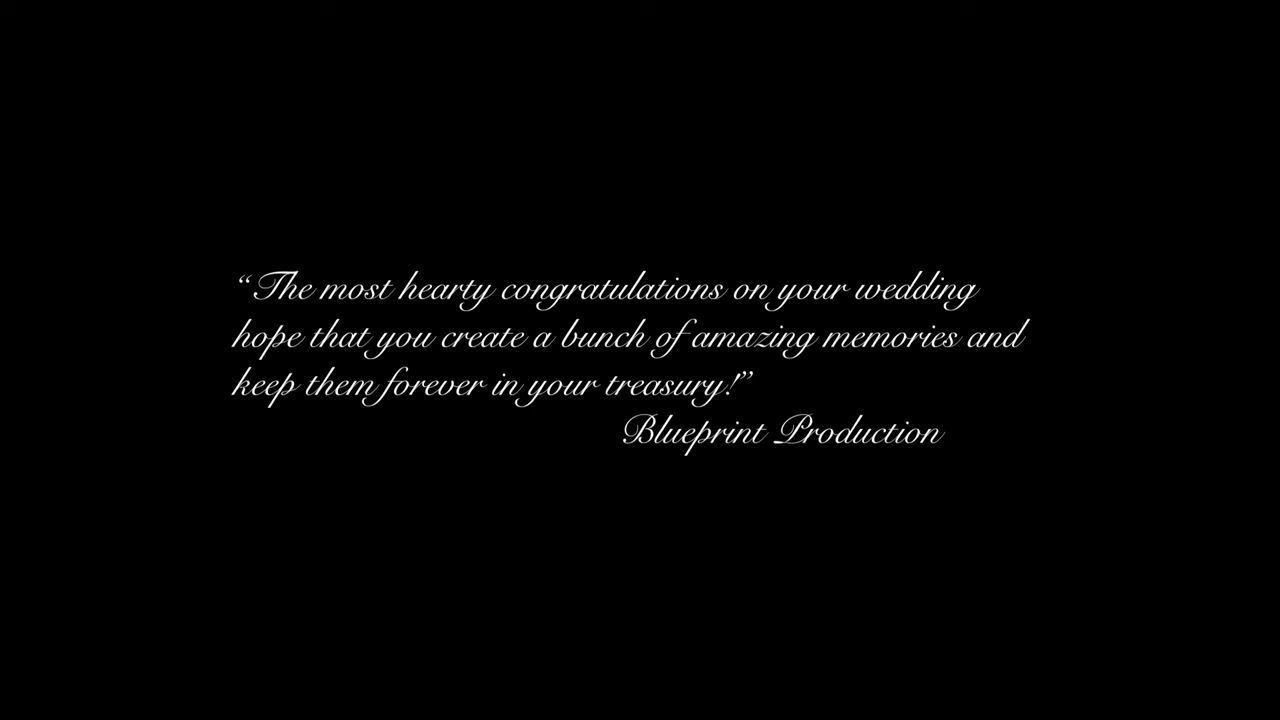 “The most hearty congratulations on your wedding
hope that you create a bunch of amazing memories and
keep them forever in your treasury!”
Blueprint Production